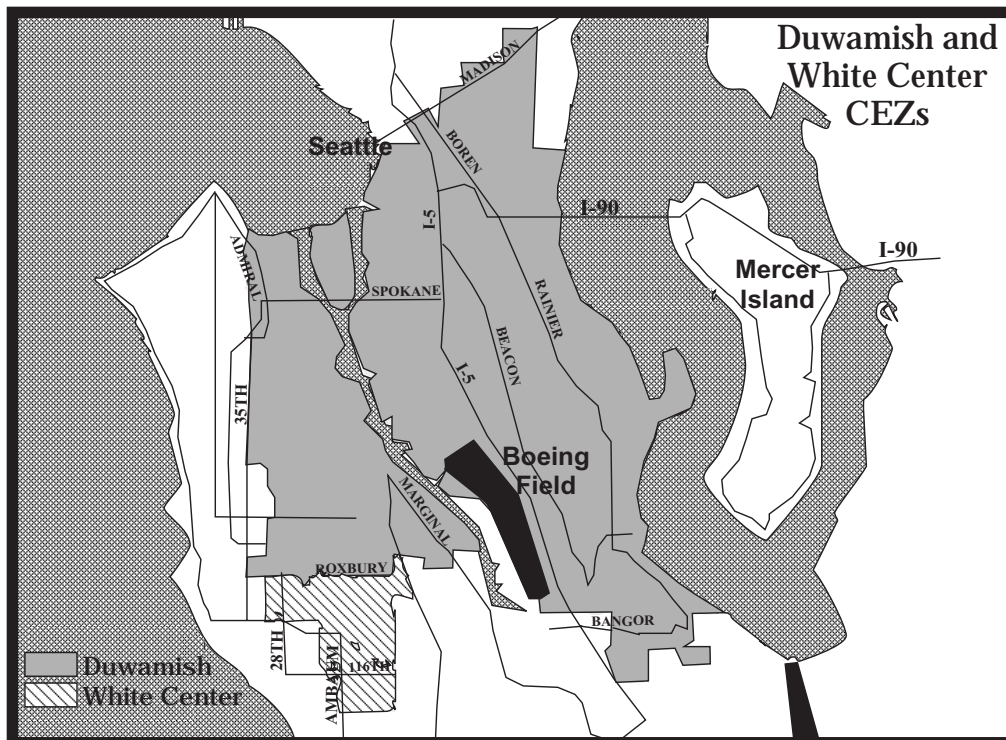 Duwamish and
White Center
CEZs
MADISON
Seattle
BOREN
I-5
I-90
I-90
ADMIRAL
Mercer
Island
SPOKANE
RAINIER
BEACON
I-5
35TH
Boeing
Field
MARGINAL
ROXBURY
BANGOR
28TH
AMBAUM
116TH
Duwamish
White Center